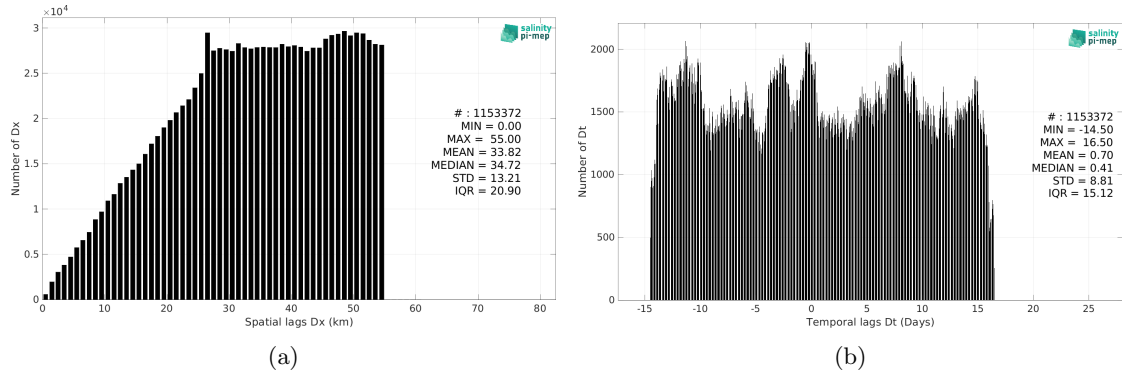 ×10⁴
3
2.5
2
1.5
1
0.5
0
Number of Dx
salinity
pi-mep
# : 1153372
MIN = 0.00
MAX = 55.00
MEAN = 33.82
MEDIAN = 34.72
STD = 13.21
IQR = 20.90
0 10 20 30 40 50 60 70 80
Spatial lags Dx (km)
(a)
2000
1500
1000
500
0
Number of Dt
salinity
pi-mep
# : 1153372
MIN = -14.50
MAX = 16.50
MEAN = 0.70
MEDIAN = 0.41
STD = 8.81
IQR = 15.12
-15 -10 -5 0 5 10 15 20 25
Temporal lags Dt (Days)
(b)